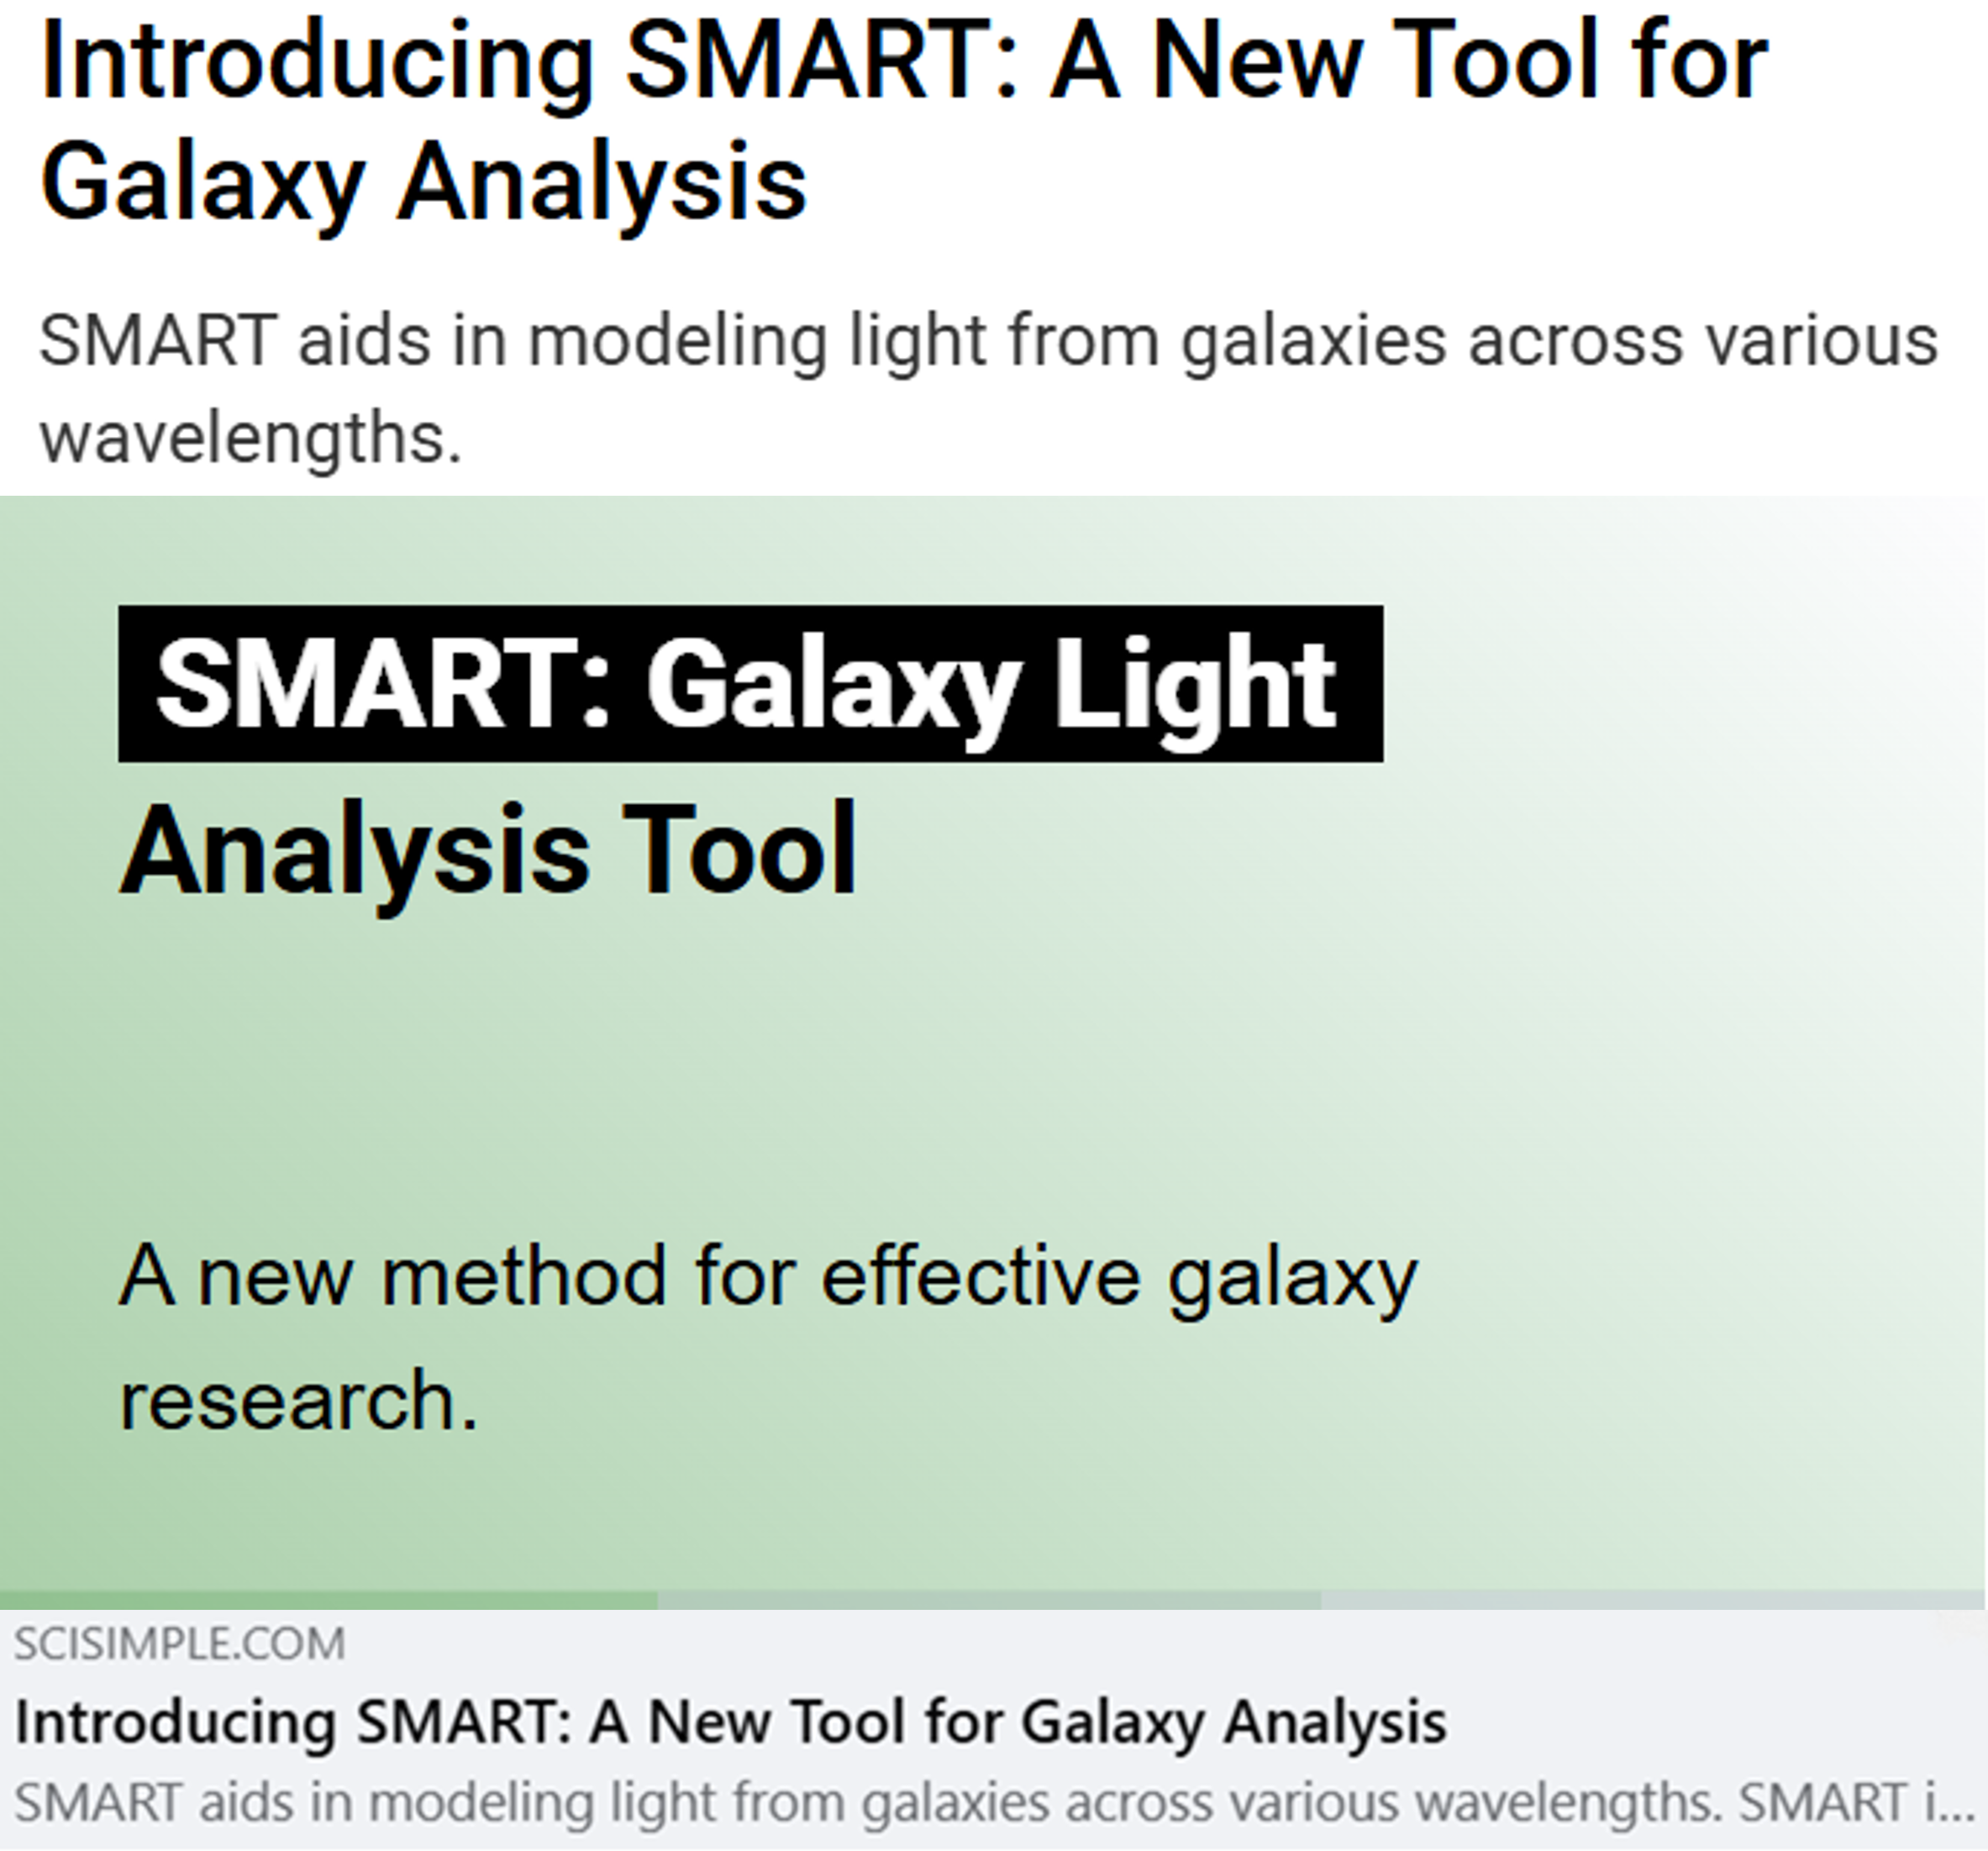 Introducing SMART: A New Tool for
Galaxy Analysis
SMART aids in modeling light from galaxies across various
wavelengths.
SMART: Galaxy Light
Analysis Tool
A new method for effective galaxy
research.
SCISIMPLE.COM
Introducing SMART: A New Tool for Galaxy Analysis
SMART aids in modeling light from galaxies across various wavelengths. SMART i...